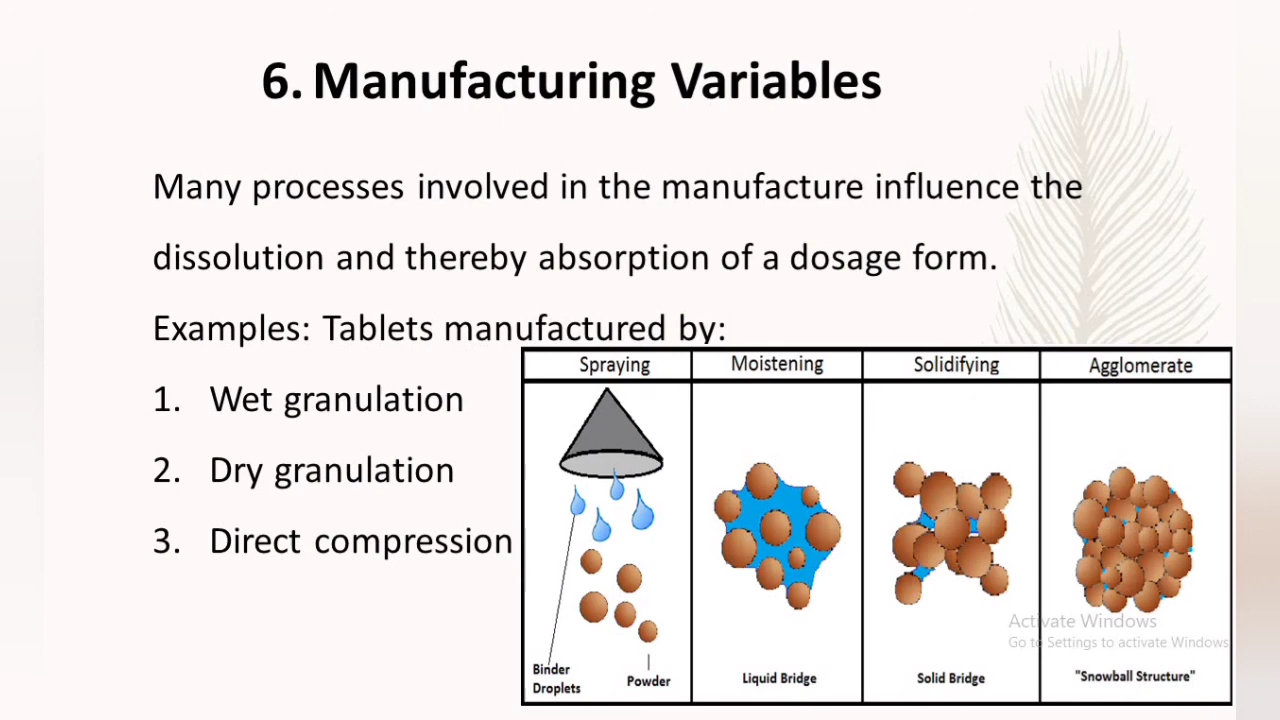 6. Manufacturing Variables
Many processes involved in the manufacture influence the
dissolution and thereby absorption of a dosage form.
Examples: Tablets manufactured by:
1. Wet granulation
2. Dry granulation
3. Direct compression
Spraying
Moistening
Solidifying
Agglomerate
Binder
Droplets
Powder
Liquid Bridge
Solid Bridge
"Snowball Structure"
Activate Windows
Go to Settings to activate Windows